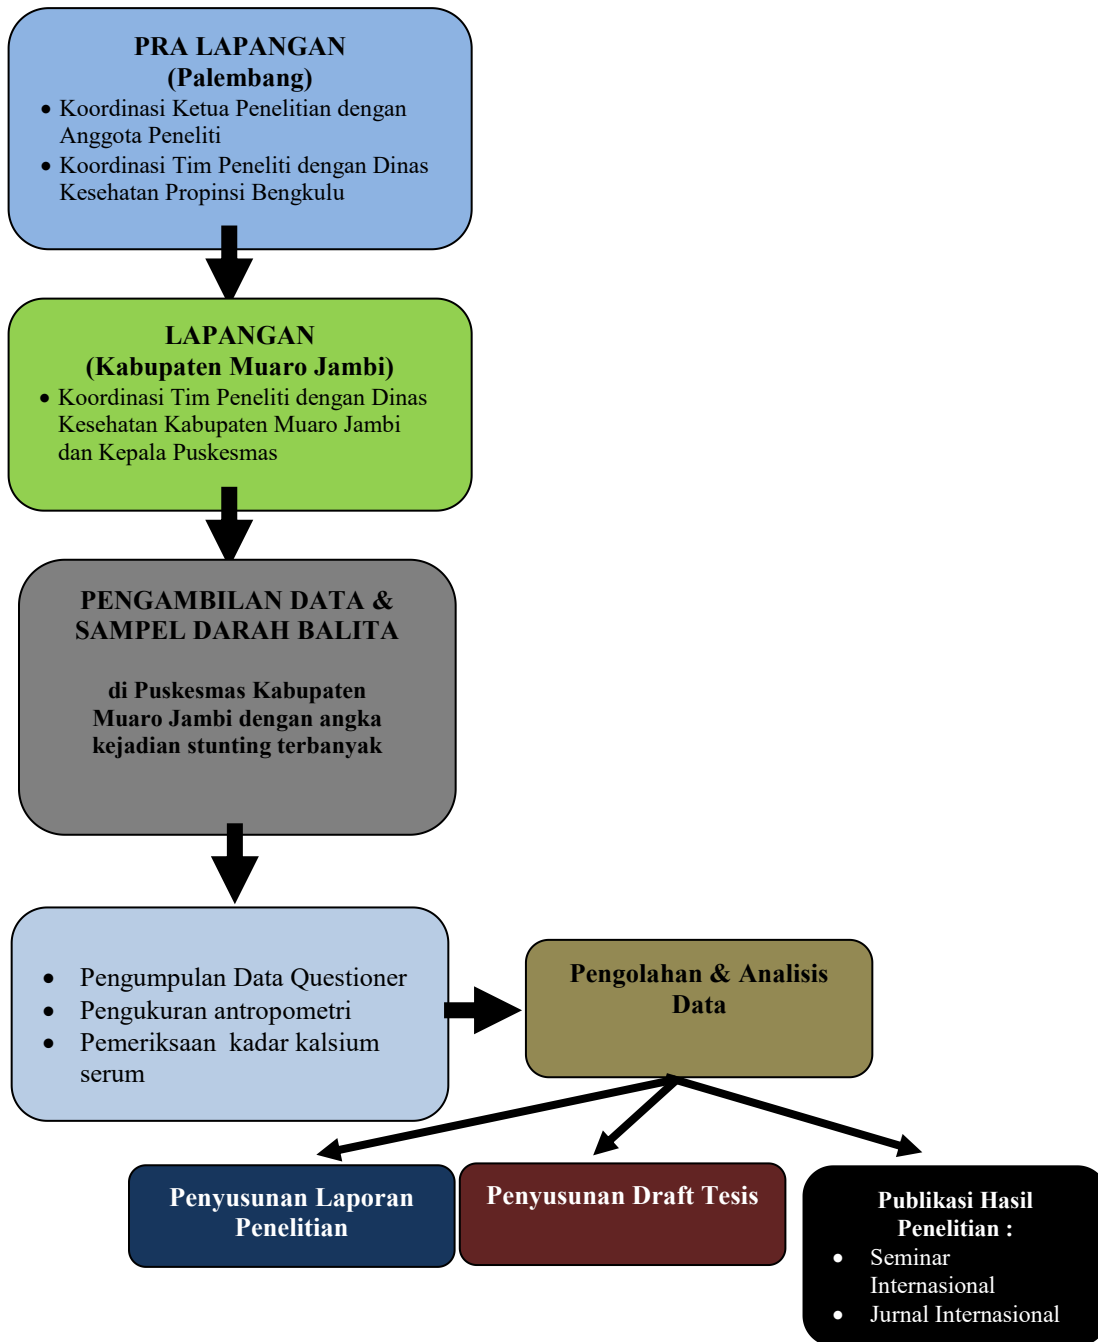 PRA LAPANGAN
(Palembang)
• Koordinasi Ketua Penelitian dengan
Anggota Peneliti
• Koordinasi Tim Peneliti dengan Dinas
Kesehatan Propinsi Bengkulu
LAPANGAN
(Kabupaten Muaro Jambi)
• Koordinasi Tim Peneliti dengan Dinas
Kesehatan Kabupaten Muaro Jambi
dan Kepala Puskesmas
PENGAMBILAN DATA &
SAMPEL DARAH BALITA
di Puskesmas Kabupaten
Muaro Jambi dengan angka
kejadian stunting terbanyak
• Pengumpulan Data Questioner
• Pengukuran antropometri
• Pemeriksaan kadar kalsium
serum
Pengolahan & Analisis
Data
Penyusunan Laporan
Penelitian
Penyusunan Draft Tesis
Publikasi Hasil
Penelitian :
• Seminar
Internasional
• Jurnal Internasional